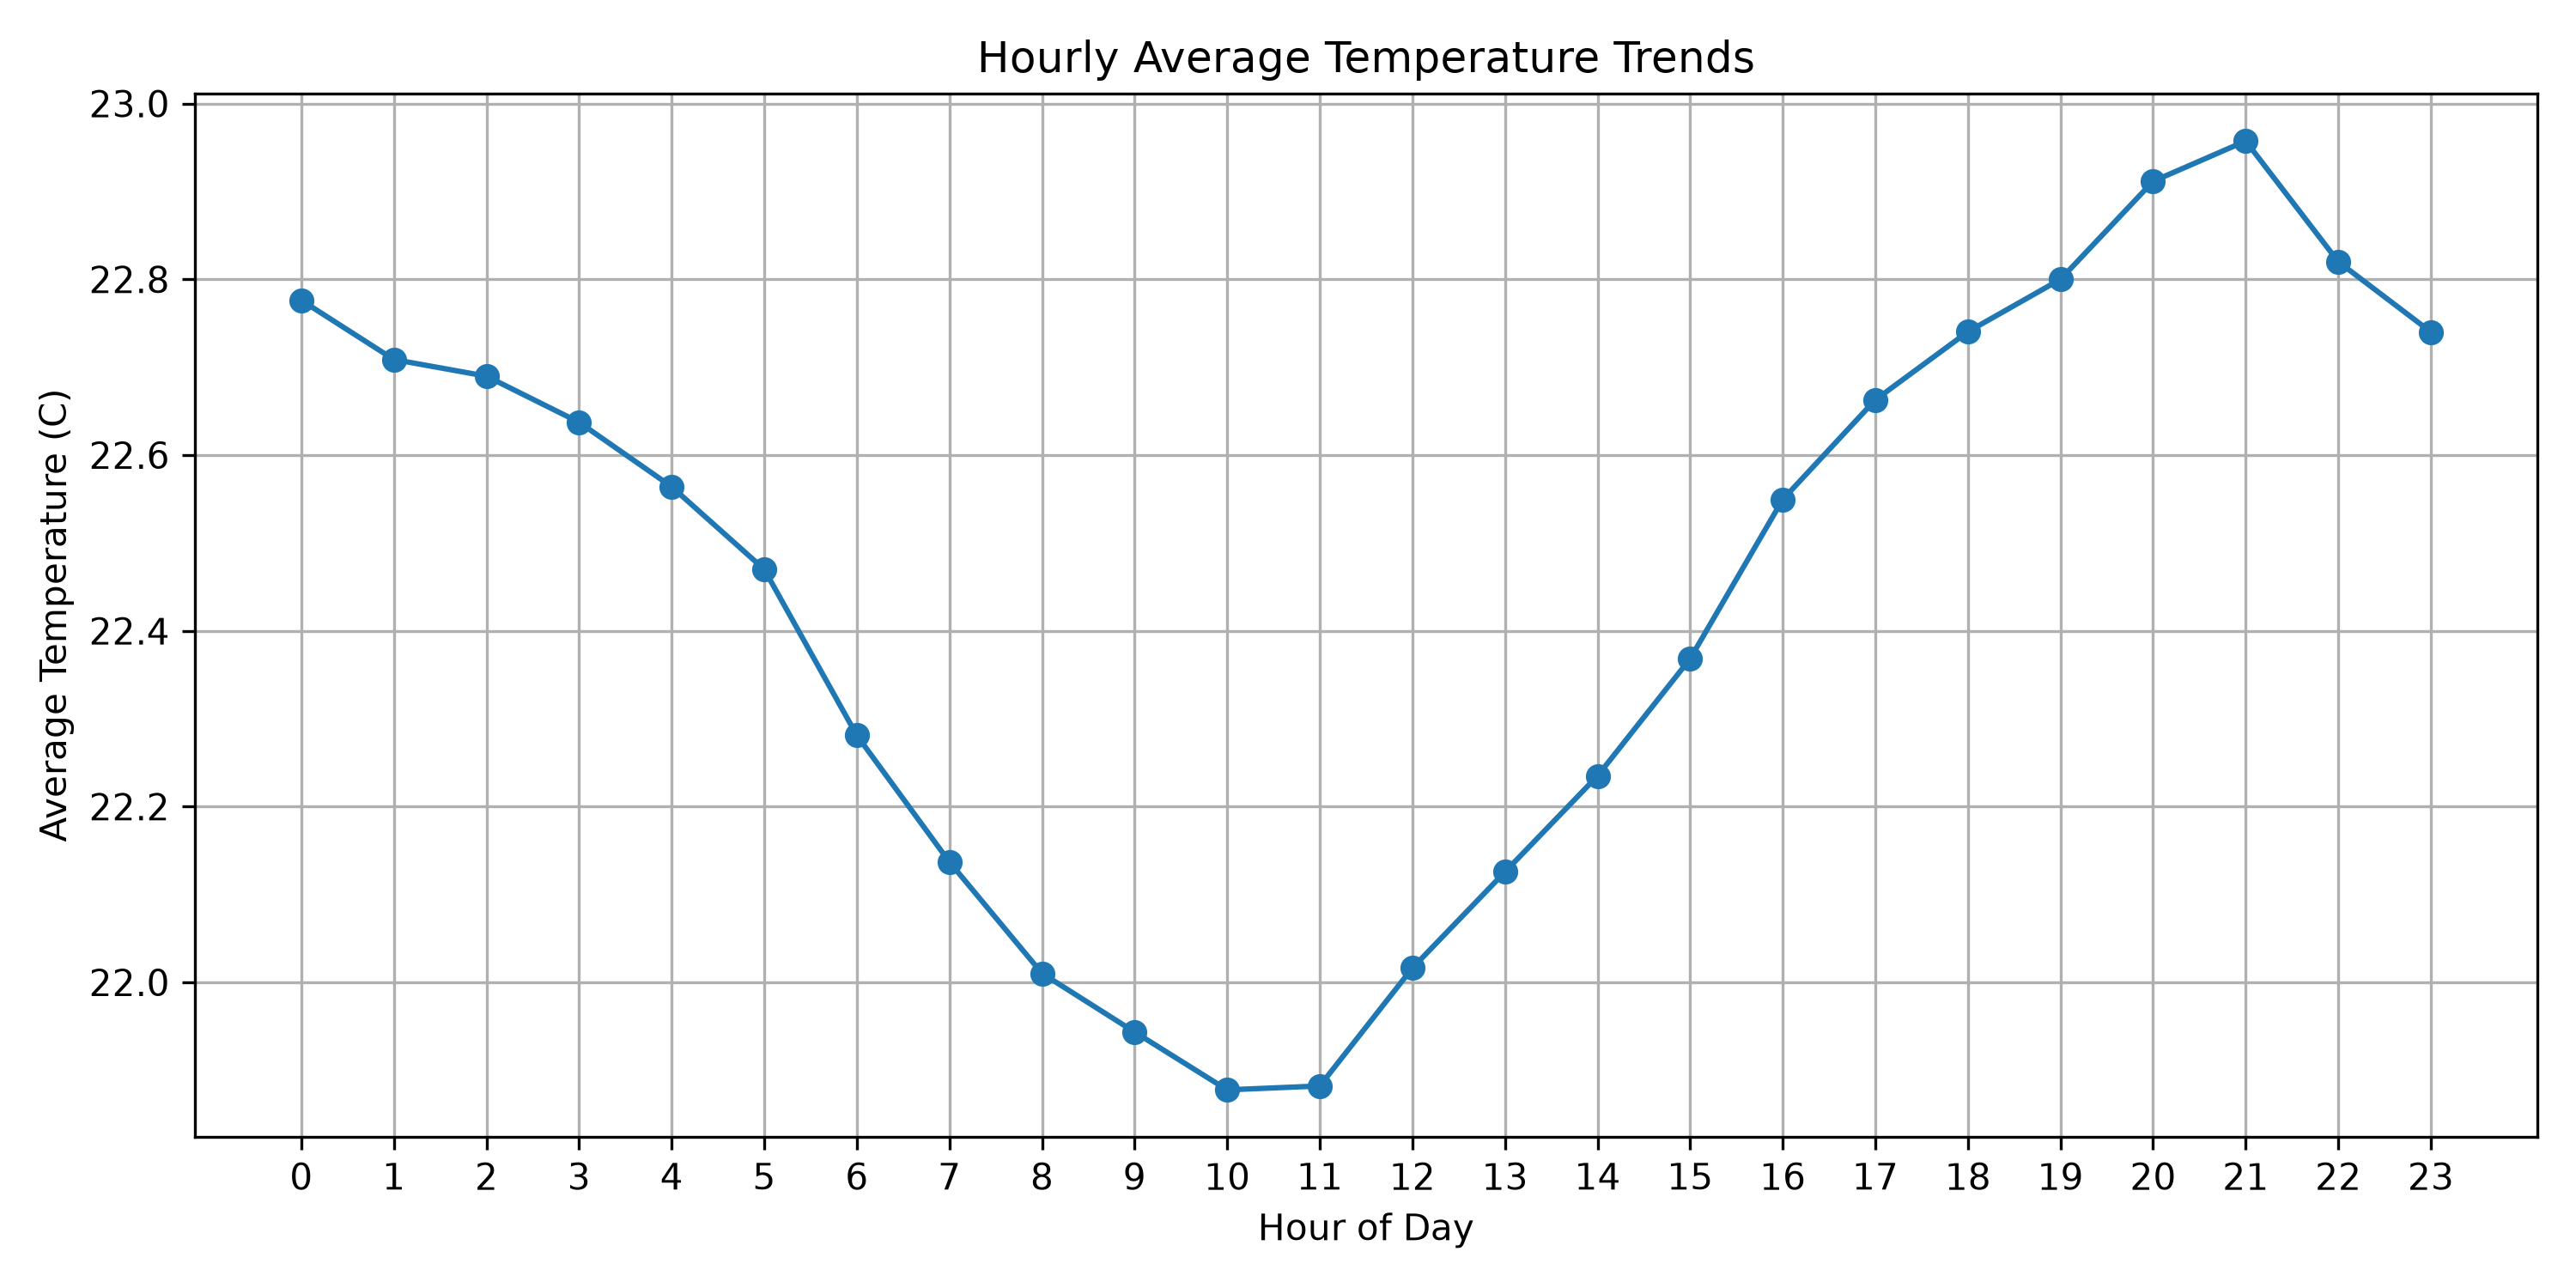 Hourly Average Temperature Trends
23.0
22.8
22.6
22.4
22.2
22.0
Average Temperature (C)
0 1 2 3 4 5 6 7 8 9 10 11 12 13 14 15 16 17 18 19 20 21 22 23
Hour of Day